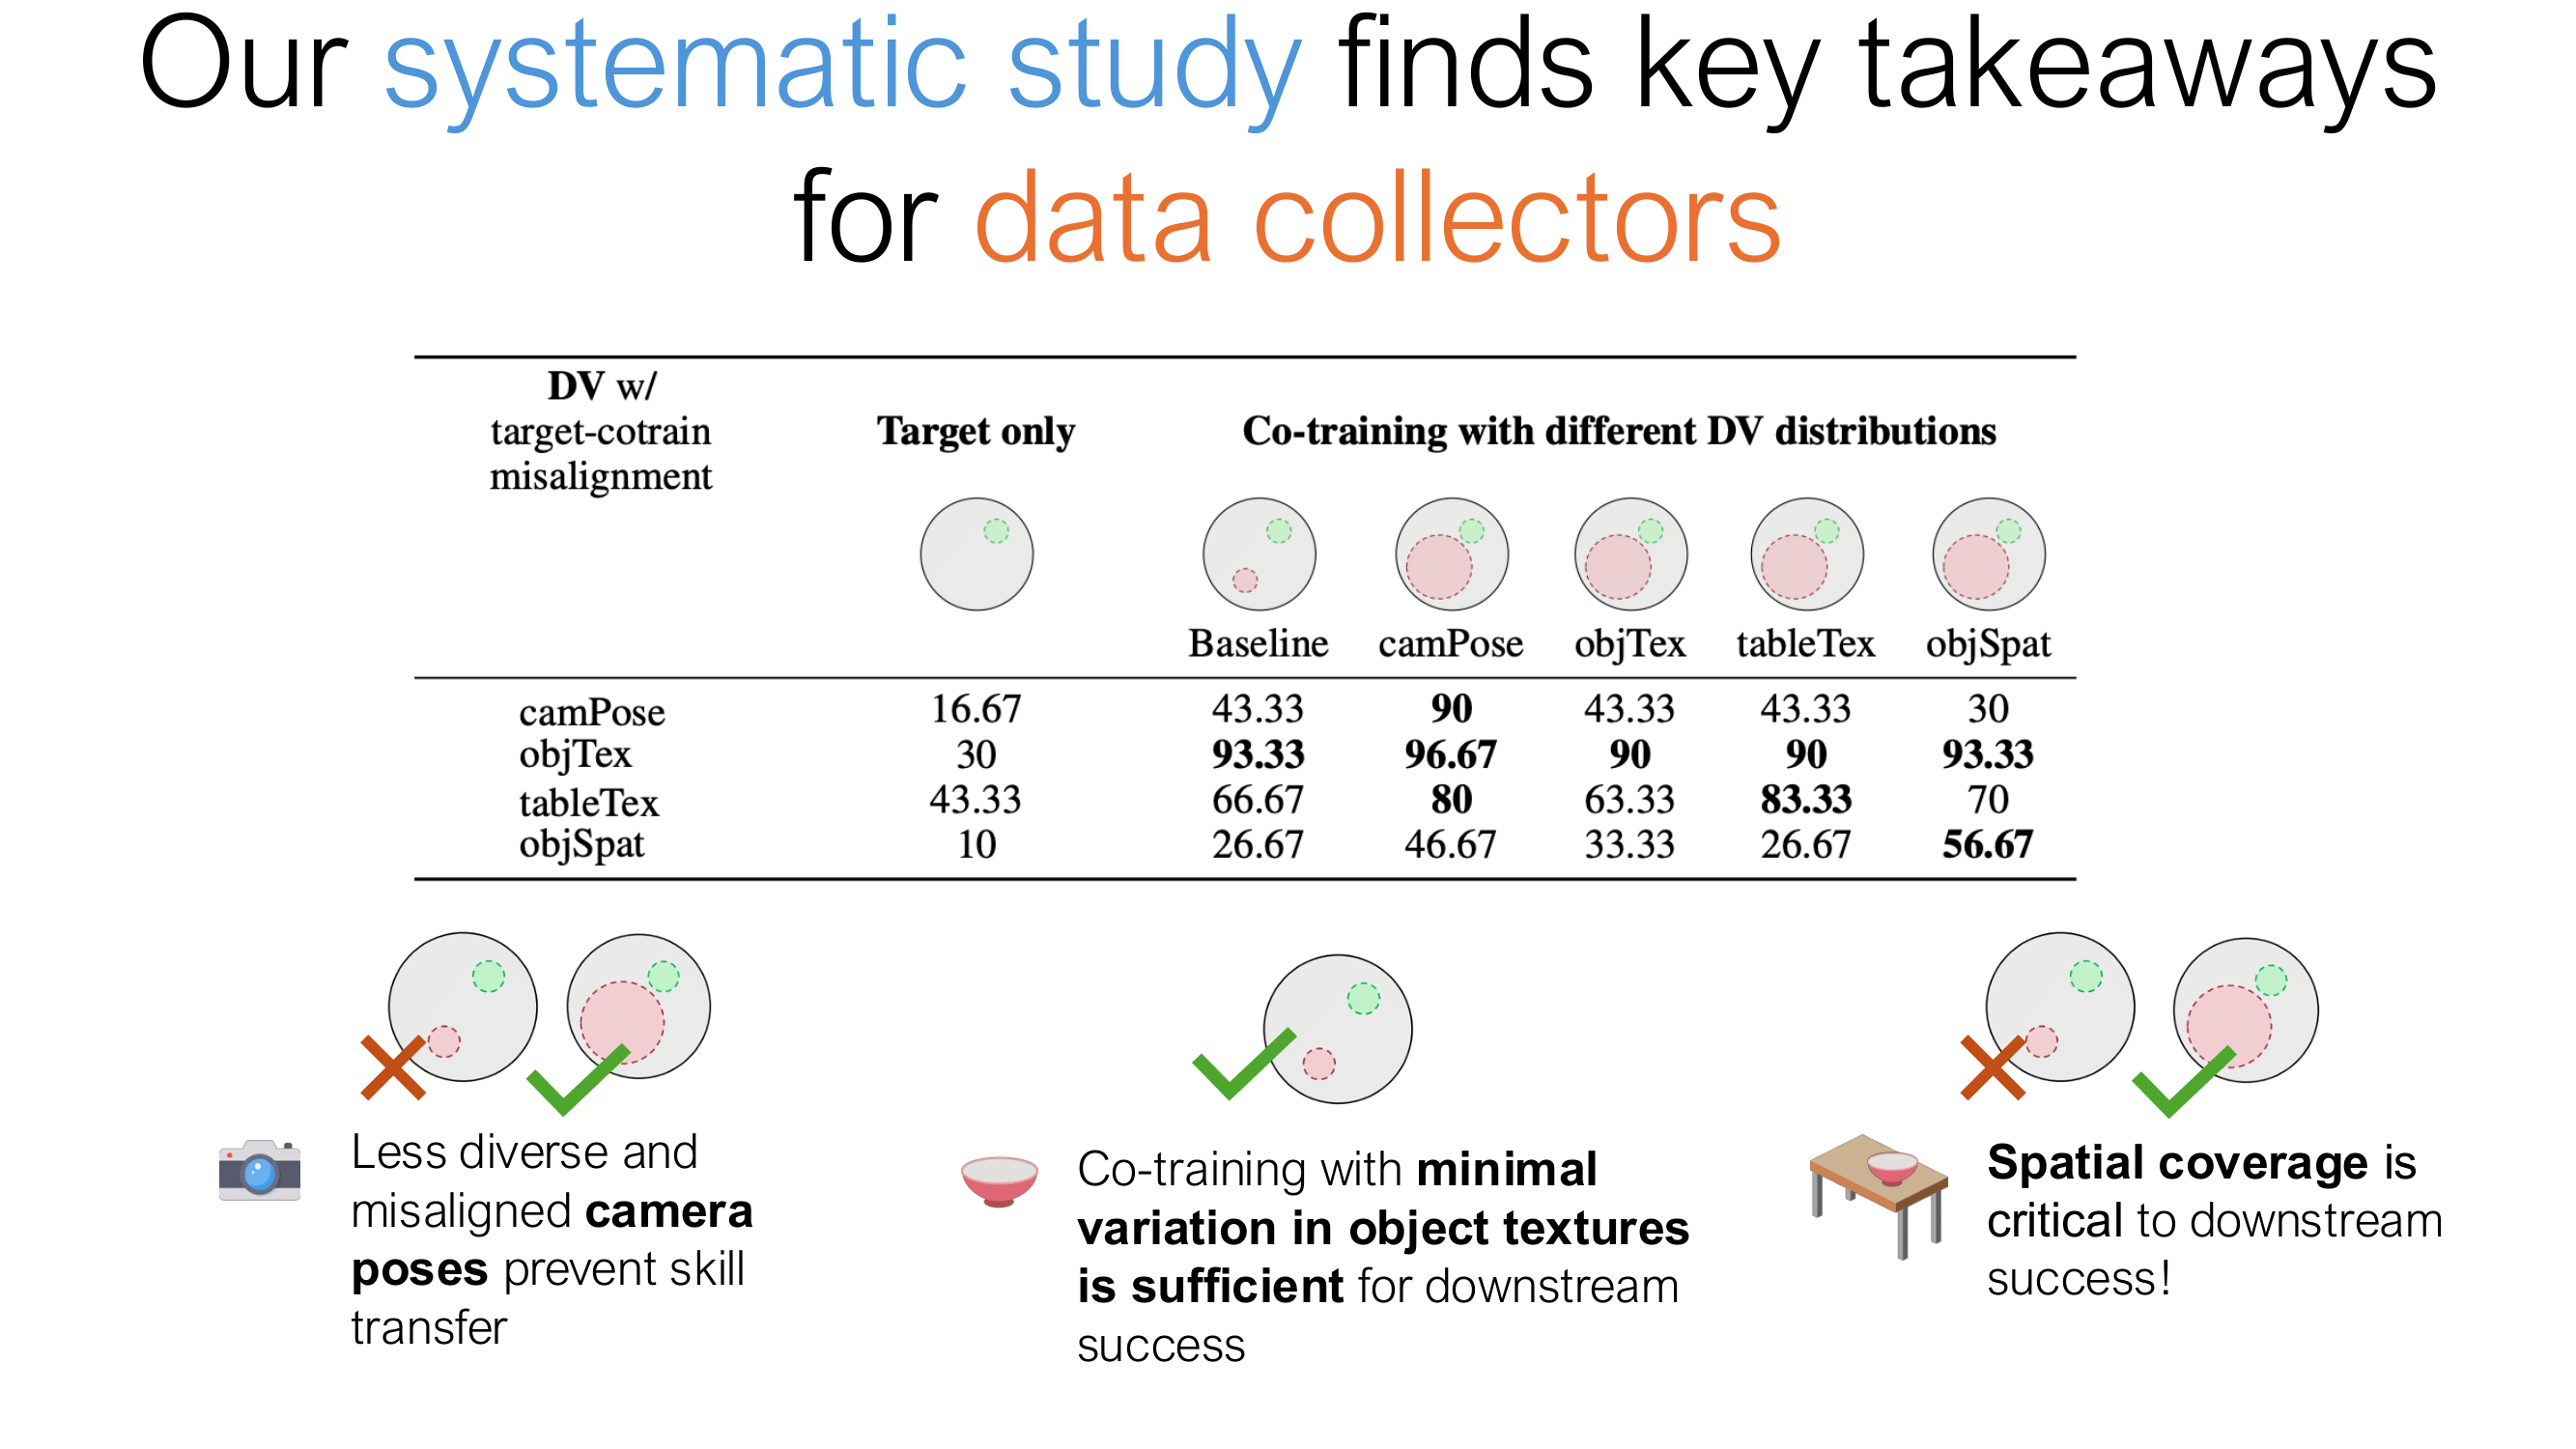 Our systematic study finds key takeaways
for data collectors
DV w/
target-cotrain
misalignment
Target only
Co-training with different DV distributions
Baseline camPose objTex tableTex objSpat
camPose 16.67 43.33 90 43.33 43.33 30
objTex 30 93.33 96.67 90 90 93.33
tableTex 43.33 66.67 80 63.33 83.33 70
objSpat 10 26.67 46.67 33.33 26.67 56.67
Less diverse and
misaligned camera
poses prevent skill
transfer
Co-training with minimal
variation in object textures
is sufficient for downstream
success
Spatial coverage is
critical to downstream
success!